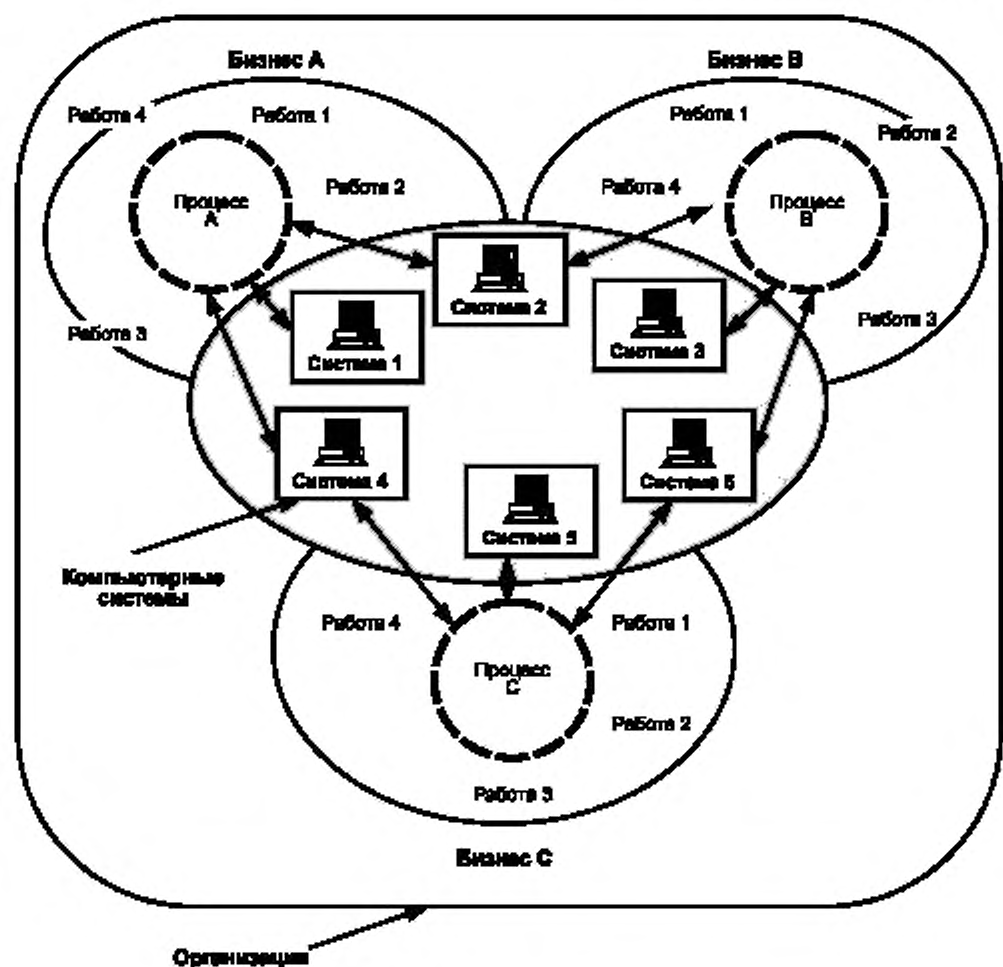 Бизнес A
Бизнес B
Работа 4
Работа 1
Работа 1
Работа 2
Процесс
A
Работа 2
Работа 4
Процесс
B
Система 2
Работа 3
Система 1
Система 3
Работа 3
Система 4
Система 5
Система 6
Компьютерные
системы
Работа 4
Работа 1
Процесс
C
Работа 2
Работа 3
Бизнес C
Организация